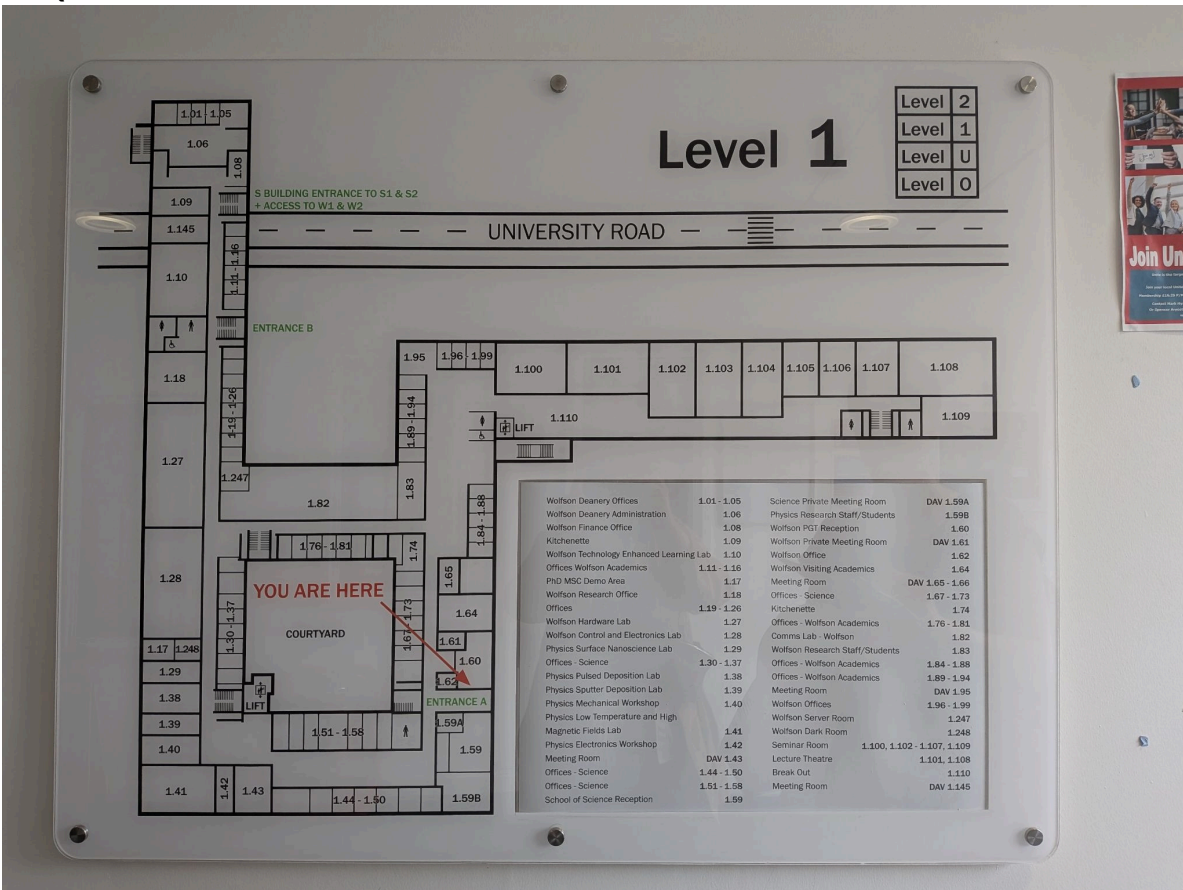 Level 1
Level 2
Level 1
Level U
Level 0
1.01 - 1.05
1.06
1.08
S BUILDING ENTRANCE TO S1 & S2
+ ACCESS TO W1 & W2
1.09
1.145
UNIVERSITY ROAD
1.10
1.11 - 1.16
ENTRANCE B
1.18
1.19 - 1.26
1.95
1.96 - 1.99
1.100
1.101
1.102
1.103
1.104
1.105
1.106
1.107
1.108
1.109
1.110
LIFT
1.89 - 1.94
1.27
1.247
1.82
1.83
1.84 - 1.88
1.76 - 1.81
1.74
1.65
1.28
YOU ARE HERE
COURTYARD
1.30 - 1.37
1.67 - 1.73
1.64
1.61
1.60
1.62
1.17
1.248
1.29
1.38
LIFT
ENTRANCE A
1.39
1.51 - 1.58
1.59A
1.40
1.59
1.41
1.42
1.43
1.44 - 1.50
1.59B
Wolfson Deanery Offices 1.01 - 1.05
Wolfson Deanery Administration 1.06
Wolfson Finance Office 1.08
Kitchenette 1.09
Wolfson Technology Enhanced Learning Lab 1.10
Offices Wolfson Academics 1.11 - 1.16
PhD MSC Demo Area 1.17
Wolfson Research Office 1.18
Offices 1.19 - 1.26
Wolfson Hardware Lab 1.27
Wolfson Control and Electronics Lab 1.28
Physics Surface Nanoscience Lab 1.29
Offices - Science 1.30 - 1.37
Physics Pulsed Deposition Lab 1.38
Physics Sputter Deposition Lab 1.39
Physics Mechanical Workshop 1.40
Physics Low Temperature and High
Magnetic Fields Lab 1.41
Physics Electronics Workshop 1.42
Meeting Room DAV 1.43
Offices - Science 1.44 - 1.50
Offices - Science 1.51 - 1.58
School of Science Reception 1.59
Science Private Meeting Room DAV 1.59A
Physics Research Staff/Students 1.59B
Wolfson PGT Reception 1.60
Wolfson Private Meeting Room DAV 1.61
Wolfson Office 1.62
Wolfson Visiting Academics 1.64
Meeting Room DAV 1.65 - 1.66
Offices - Science 1.67 - 1.73
Kitchenette 1.74
Offices - Wolfson Academics 1.76 - 1.81
Comms Lab - Wolfson 1.82
Wolfson Research Staff/Students 1.83
Offices - Wolfson Academics 1.84 - 1.88
Offices - Wolfson Academics 1.89 - 1.94
Meeting Room DAV 1.95
Wolfson Offices 1.96 - 1.99
Wolfson Server Room 1.247
Wolfson Dark Room 1.248
Seminar Room 1.100, 1.102 - 1.107, 1.109
Lecture Theatre 1.101, 1.108
Break Out 1.110
Meeting Room DAV 1.145
Join Un